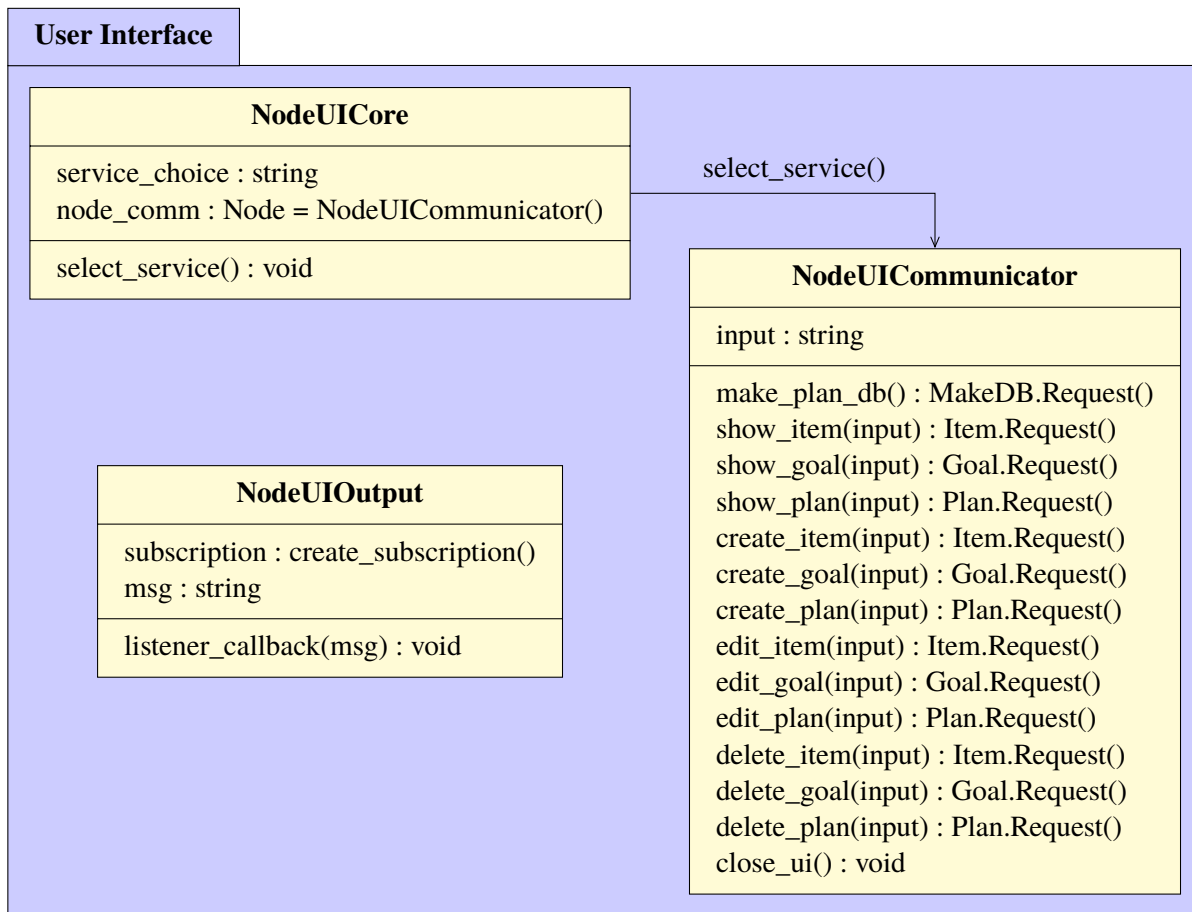 User Interface
NodeUICore
service_choice : string
node_comm : Node = NodeUICommunicator()
select_service() : void
select_service()
NodeUICommunicator
input : string
make_plan_db() : MakeDB.Request()
show_item(input) : Item.Request()
show_goal(input) : Goal.Request()
show_plan(input) : Plan.Request()
create_item(input) : Item.Request()
create_goal(input) : Goal.Request()
create_plan(input) : Plan.Request()
edit_item(input) : Item.Request()
edit_goal(input) : Goal.Request()
edit_plan(input) : Plan.Request()
delete_item(input) : Item.Request()
delete_goal(input) : Goal.Request()
delete_plan(input) : Plan.Request()
close_ui() : void
NodeUIOutput
subscription : create_subscription()
msg : string
listener_callback(msg) : void